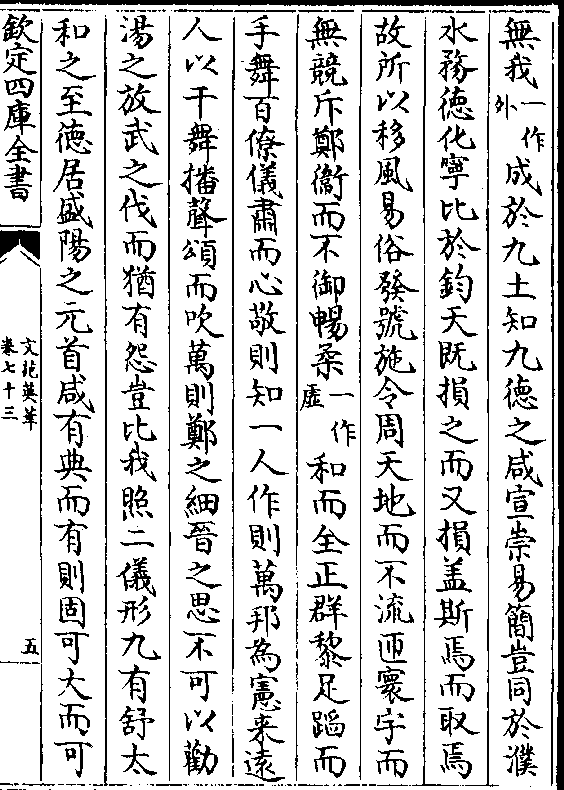 無我一作外成於九土知九德之咸宣崇易簡豈同於濮
水務德化寧比於鈞天既損之而又損蓋斯焉而取焉
故所以移風易俗發號施令周天地而不流匝寰宇而
無競斥鄭衛而不御暢柔一作虛和而全正群黎足蹈而
手舞百僚儀肅而心敬則知一人作則萬邦為憲来遠
人以干舞播聲頌而吹萬則鄭之細晉之思不可以勸
湯之放武之伐而猶有怨豈比我照二儀形九有舒太
和之至德居盛陽之元首咸有典而有則固可大而可
欽定四庫全書
文苑英華
卷七十三
五